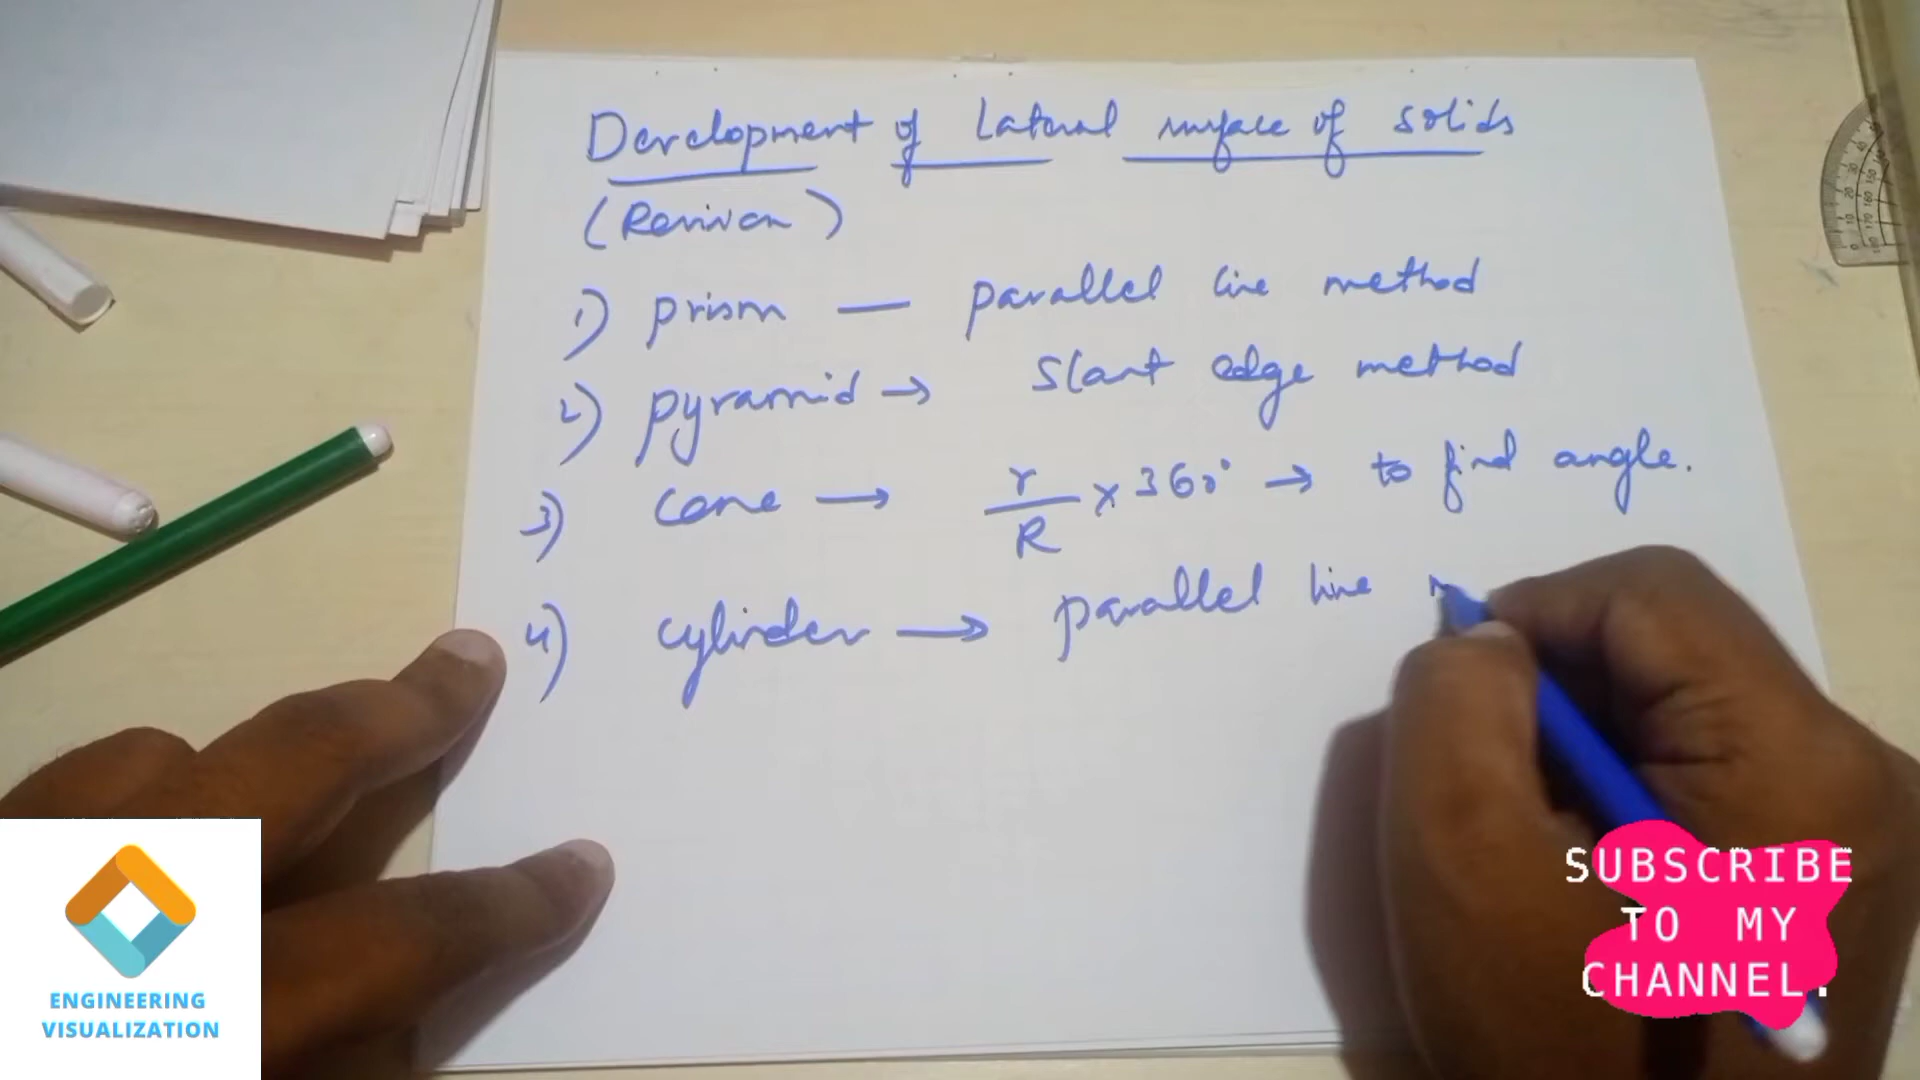 Development of Lateral surface of solids
(Revision)
1) prism — parallel line method
2) pyramid → slant edge method
3) cone → r/R × 360° → to find angle.
4) cylinder → parallel line m
SUBSCRIBE
TO MY
CHANNEL.
ENGINEERING
VISUALIZATION